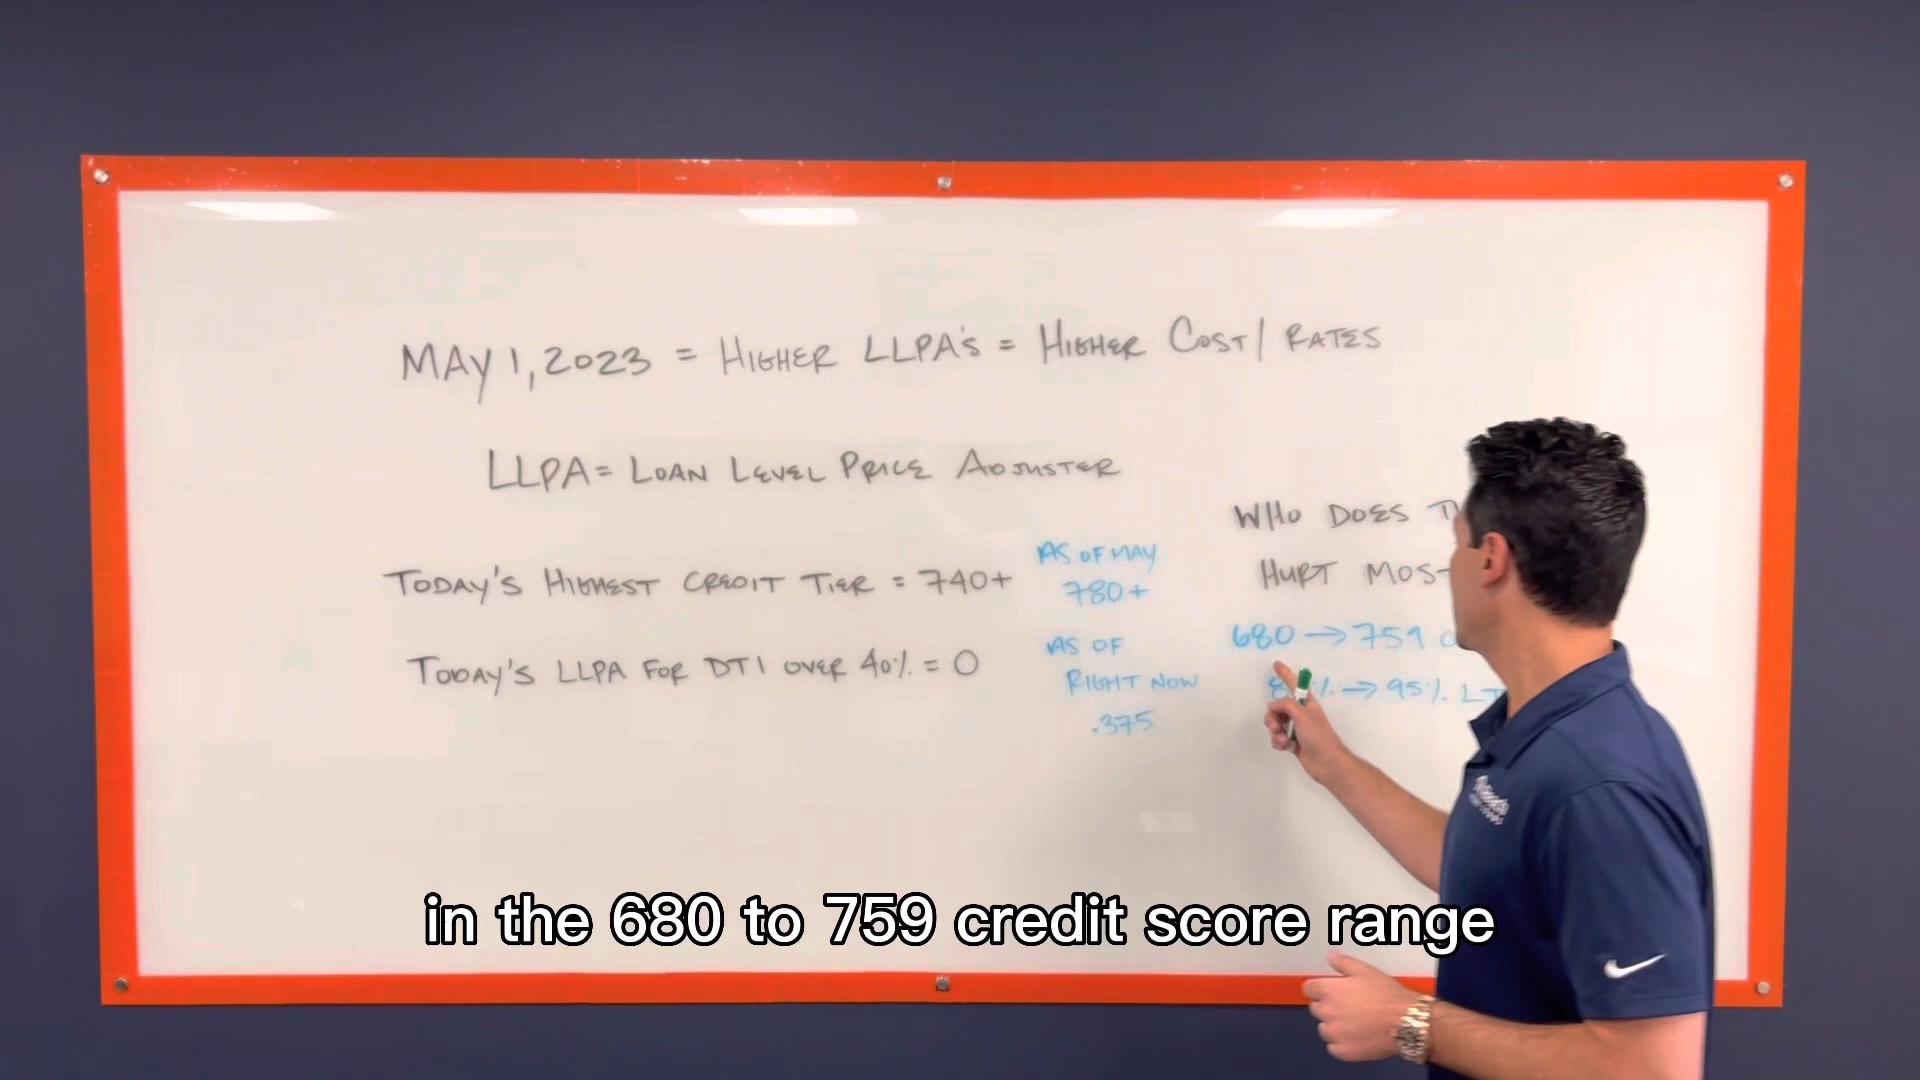 MAY 1, 2023 = HIGHER LLPA'S = HIGHER COST/ RATES
LLPA = LOAN LEVEL PRICE ADJUSTER
TODAY'S HIGHEST CREDIT TIER = 740+
AS OF MAY
780+
TODAY'S LLPA FOR DTI OVER 40% = 0
AS OF
RIGHT NOW
.375
WHO DOES
HURT
680 → 759
% → 95%
in the 680 to 759 credit score range